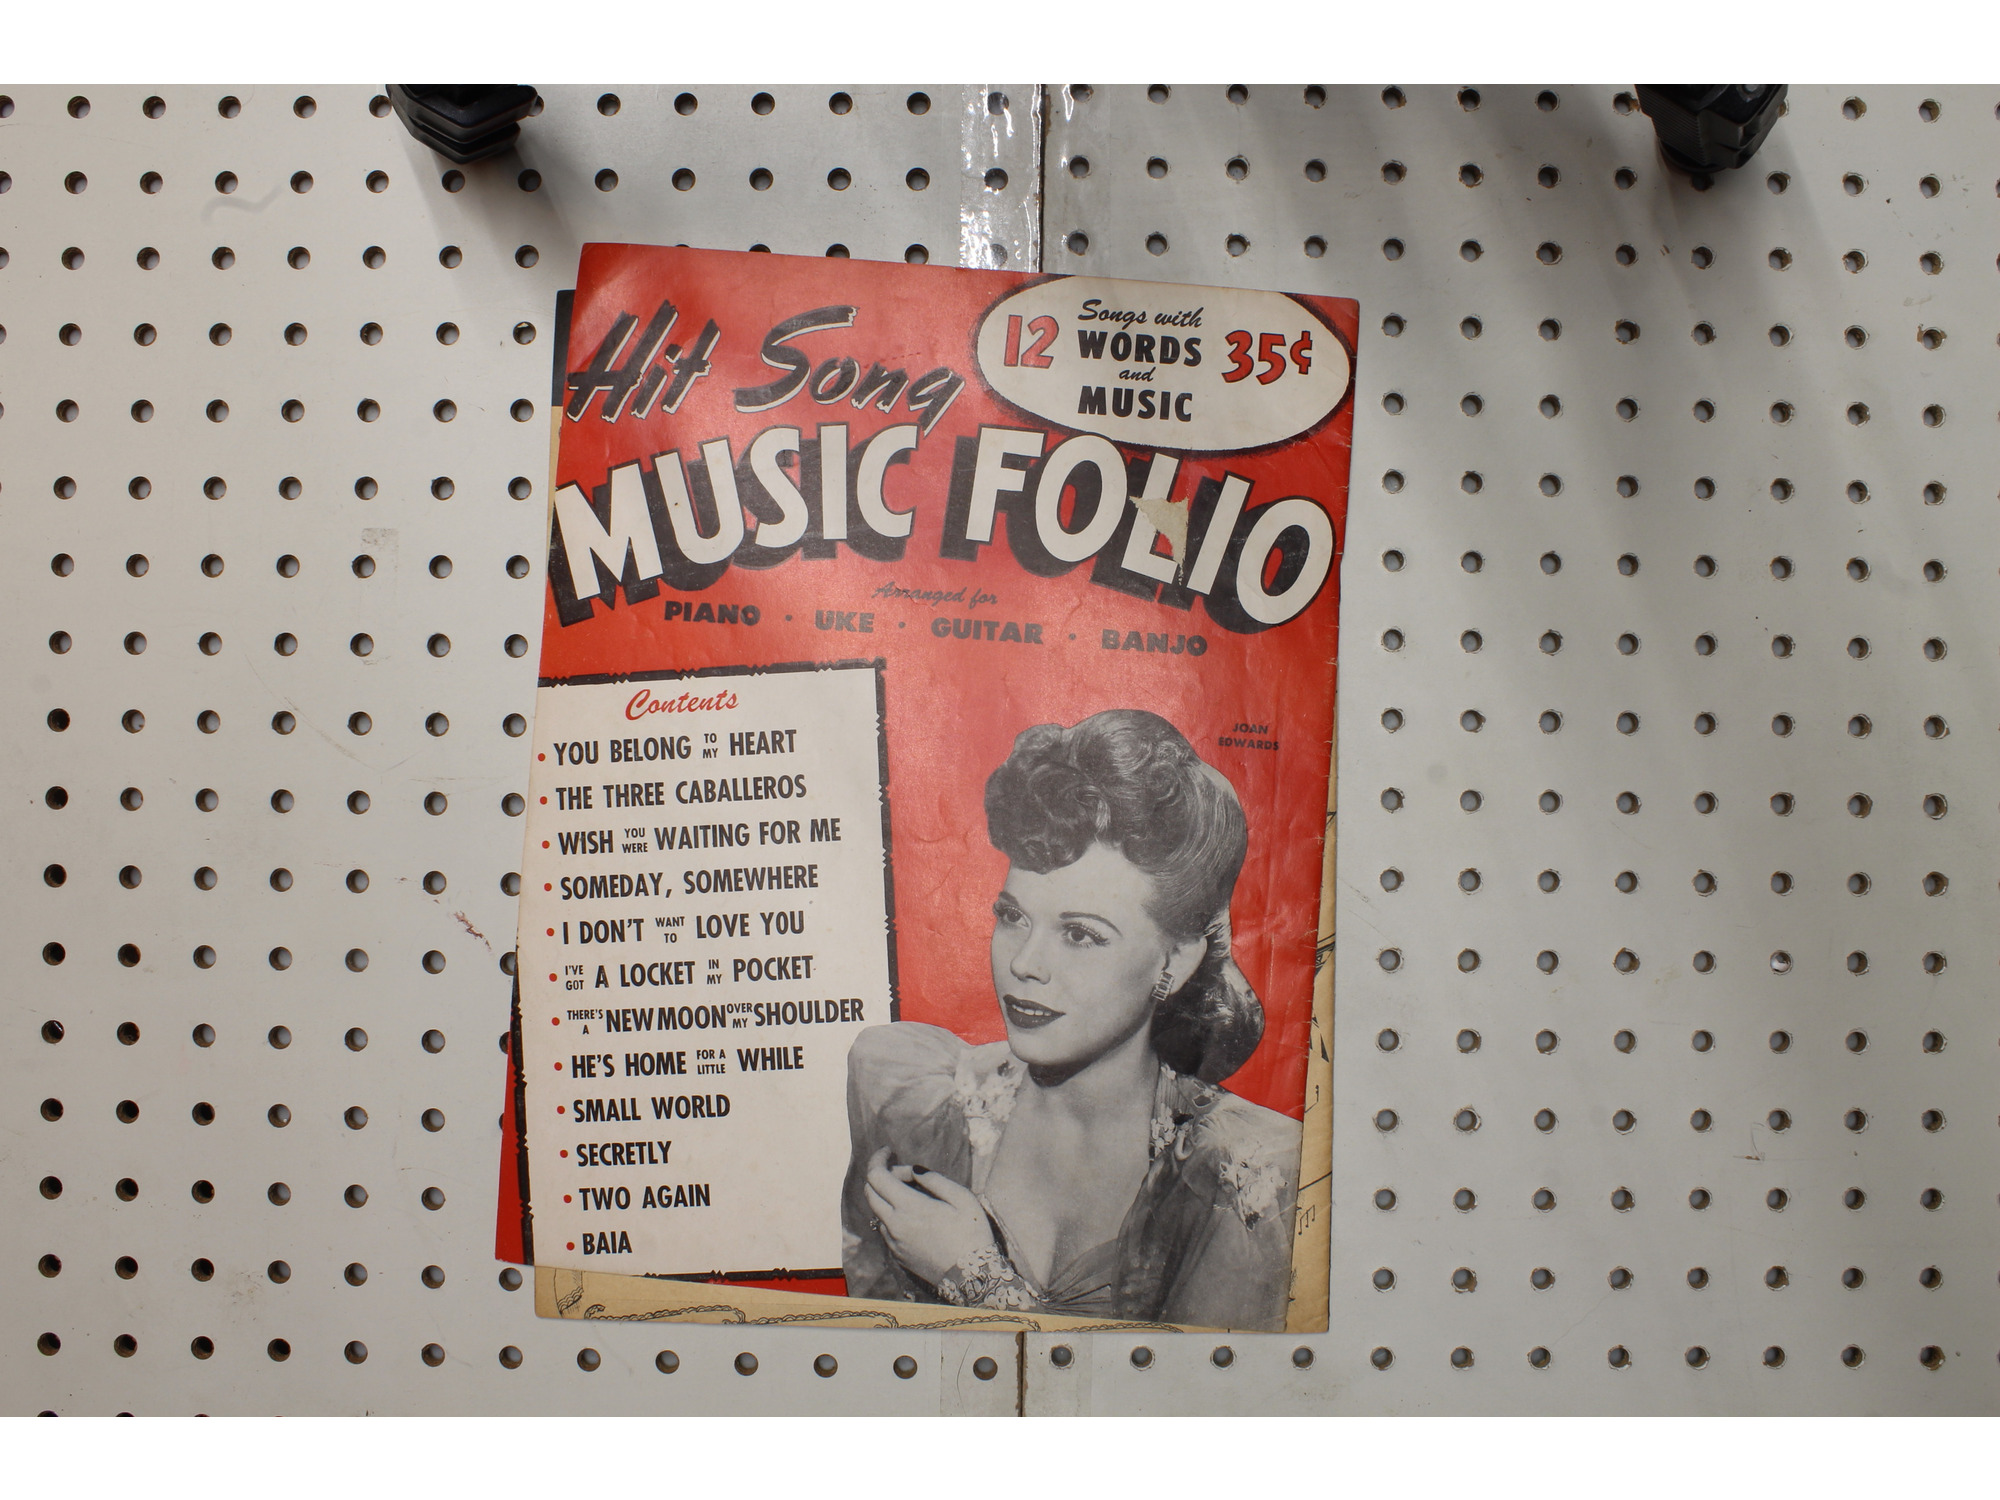 Hit Song
12 Songs with WORDS and MUSIC 35¢
MUSIC FOLIO
Arranged for
PIANO · UKE · GUITAR · BANJO
JOAN
EDWARDS
Contents
• YOU BELONG TO MY HEART
• THE THREE CABALLEROS
• WISH YOU WERE WAITING FOR ME
• SOMEDAY, SOMEWHERE
• I DON'T WANT TO LOVE YOU
• I'VE GOT A LOCKET IN MY POCKET
• THERE'S A NEW MOON OVER MY SHOULDER
• HE'S HOME FOR A LITTLE WHILE
• SMALL WORLD
• SECRETLY
• TWO AGAIN
• BAIA